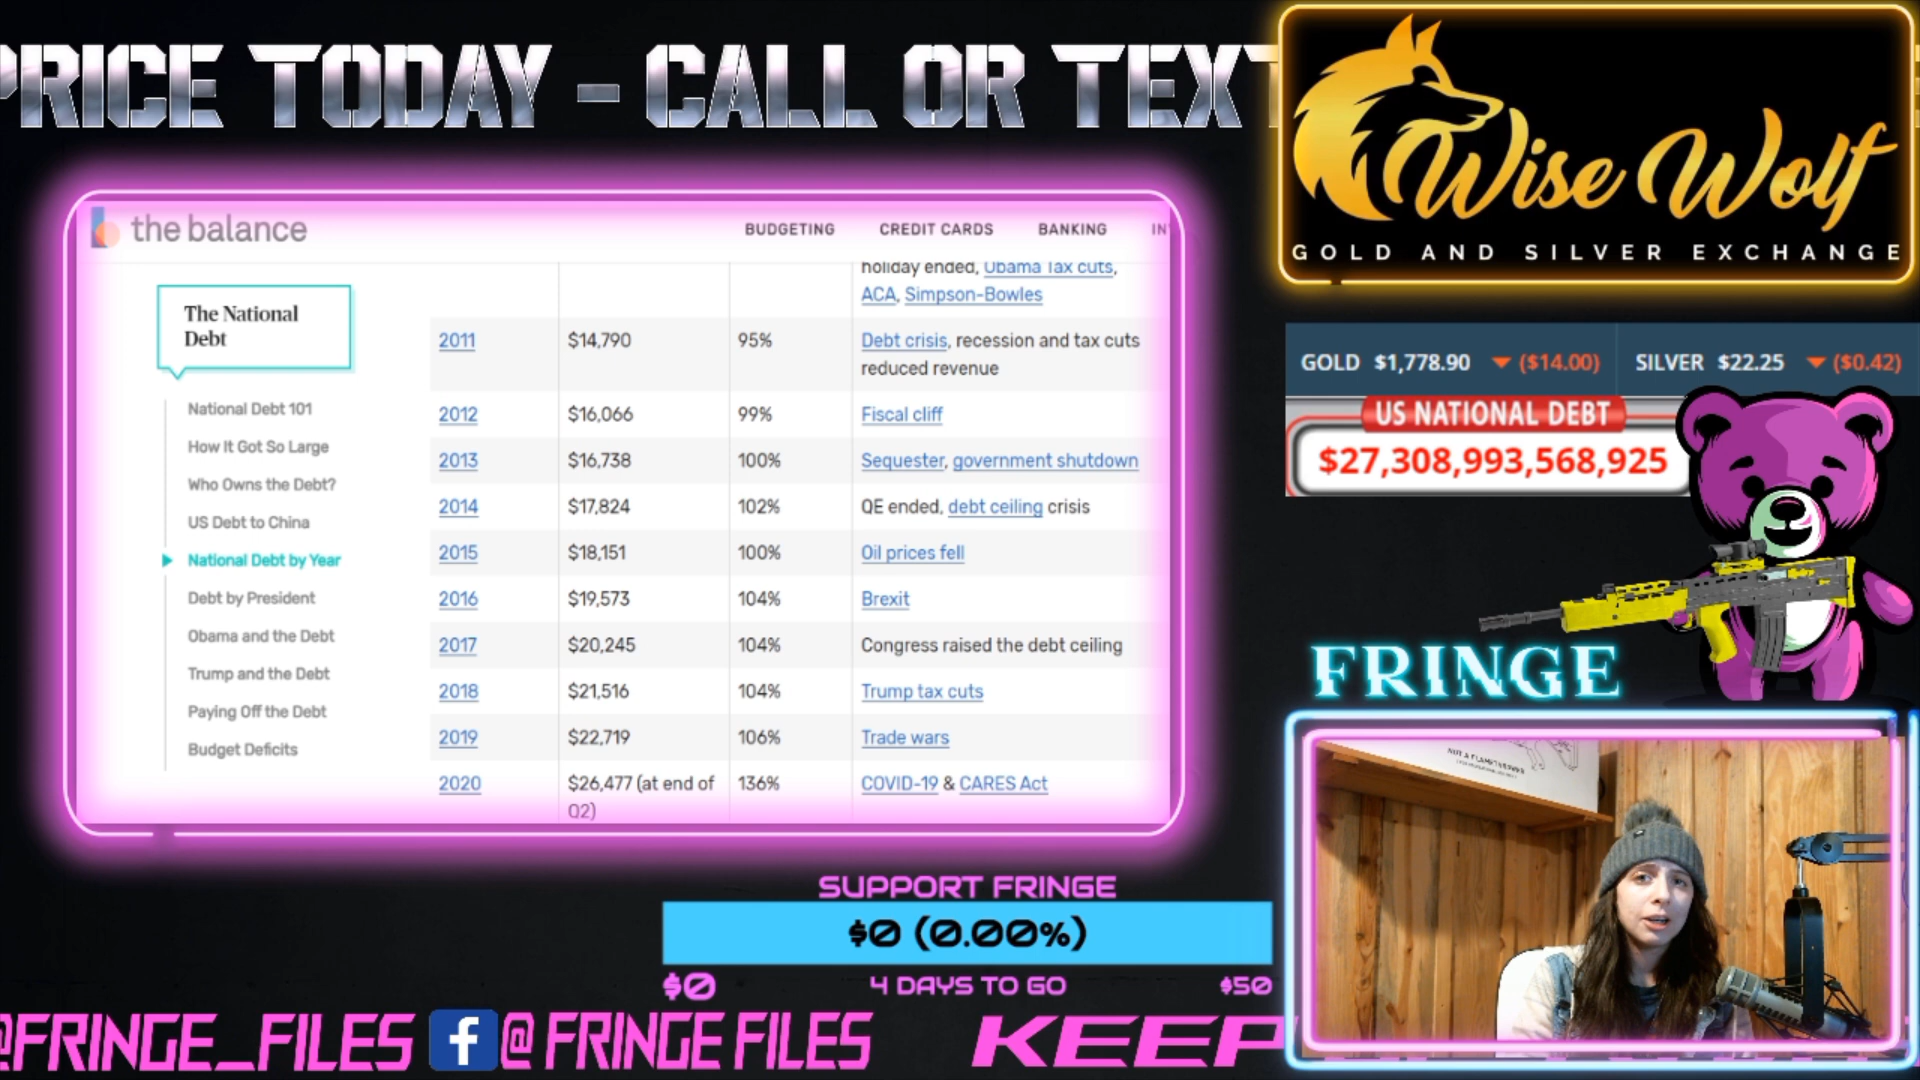 PRICE TODAY - CALL OR TEXT
Wise Wolf
GOLD AND SILVER EXCHANGE
the balance
BUDGETING CREDIT CARDS BANKING IN
The National
Debt
National Debt 101
How It Got So Large
Who Owns the Debt?
US Debt to China
National Debt by Year
Debt by President
Obama and the Debt
Trump and the Debt
Paying Off the Debt
Budget Deficits
holiday ended, Obama Tax cuts,
ACA, Simpson-Bowles
2011 $14,790 95% Debt crisis, recession and tax cuts
reduced revenue
2012 $16,066 99% Fiscal cliff
2013 $16,738 100% Sequester, government shutdown
2014 $17,824 102% QE ended, debt ceiling crisis
2015 $18,151 100% Oil prices fell
2016 $19,573 104% Brexit
2017 $20,245 104% Congress raised the debt ceiling
2018 $21,516 104% Trump tax cuts
2019 $22,719 106% Trade wars
2020 $26,477 (at end of 136% COVID-19 & CARES Act
Q2)
GOLD $1,778.90 ▼ ($14.00) SILVER $22.25 ▼ ($0.42)
US NATIONAL DEBT
$27,308,993,568,925
FRINGE
NOT A FLAMETHROWER
SUPPORT FRINGE
$0 (0.00%)
$0 4 DAYS TO GO $50
@FRINGE_FILES f @ FRINGE FILES KEEP